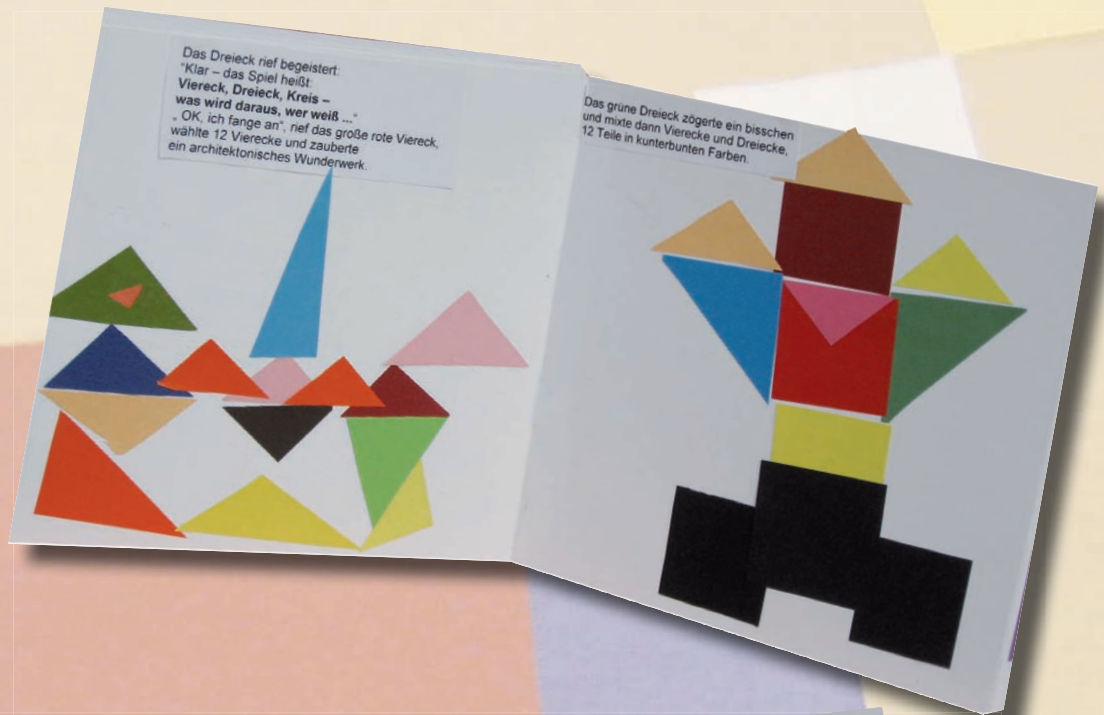 Das Dreieck rief begeistert:
"Klar – das Spiel heißt:
Viereck, Dreieck, Kreis –
was wird daraus, wer weiß ..."
„ OK, ich fange an", rief das große rote Viereck,
wählte 12 Vierecke und zauberte
ein architektonisches Wunderwerk.
Das grüne Dreieck zögerte ein bisschen
und mixte dann Vierecke und Dreiecke,
12 Teile in kunterbunten Farben.